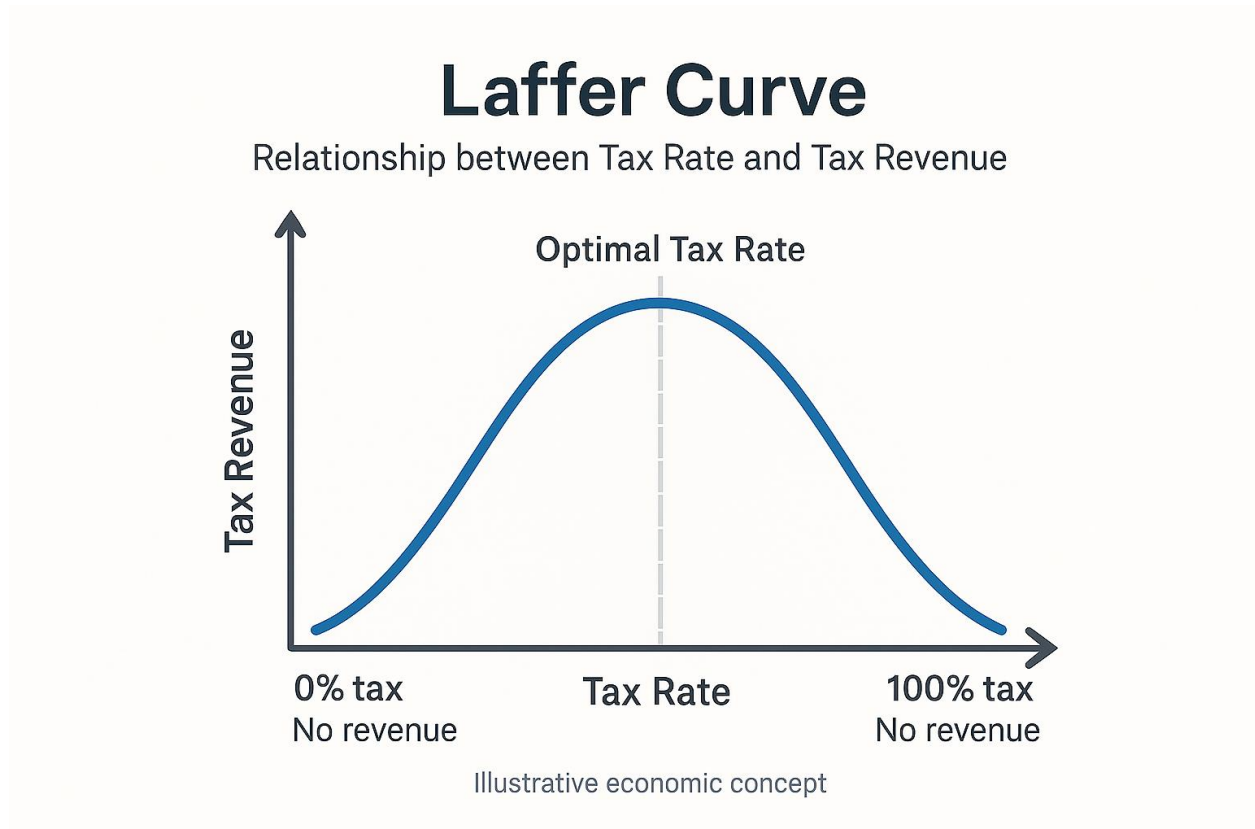 Laffer Curve
Relationship between Tax Rate and Tax Revenue
Optimal Tax Rate
Tax Revenue
0% tax
No revenue
Tax Rate
100% tax
No revenue
Illustrative economic concept